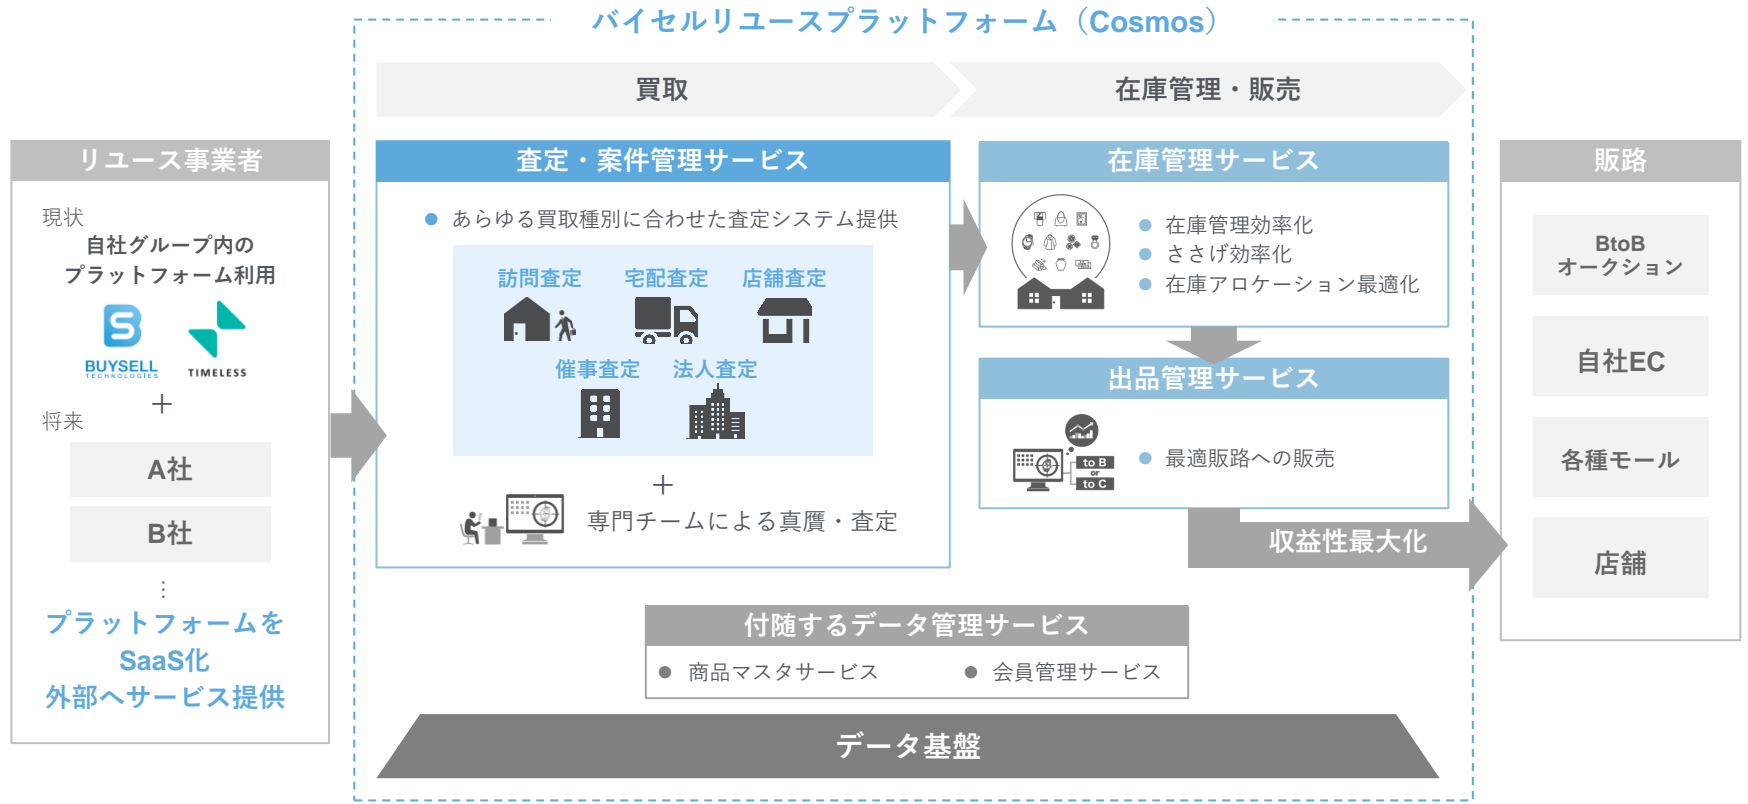 バイセルリユースプラットフォーム（Cosmos）
買取
在庫管理・販売
リユース事業者
現状
自社グループ内の
プラットフォーム利用
BUYSELL
TECHNOLOGIES
TIMELESS
＋
将来
A社
B社
…
プラットフォームを
SaaS化
外部へサービス提供
査定・案件管理サービス
● あらゆる買取種別に合わせた査定システム提供
訪問査定
宅配査定
店舗査定
催事査定
法人査定
＋
専門チームによる真贋・査定
在庫管理サービス
● 在庫管理効率化
● ささげ効率化
● 在庫アロケーション最適化
出品管理サービス
to B
or
to C
● 最適販路への販売
収益性最大化
販路
BtoB
オークション
自社EC
各種モール
店舗
付随するデータ管理サービス
● 商品マスタサービス
● 会員管理サービス
データ基盤